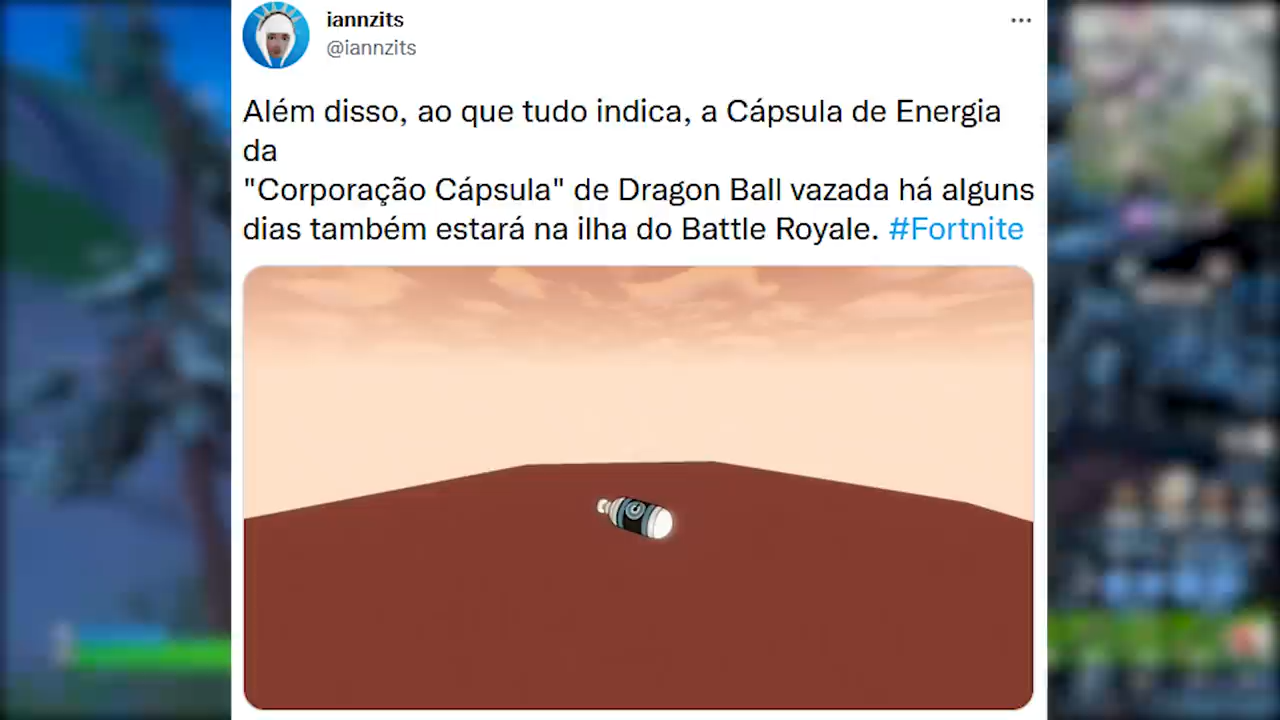 iannzits
@iannzits
Além disso, ao que tudo indica, a Cápsula de Energia
da
"Corporação Cápsula" de Dragon Ball vazada há alguns
dias também estará na ilha do Battle Royale. #Fortnite